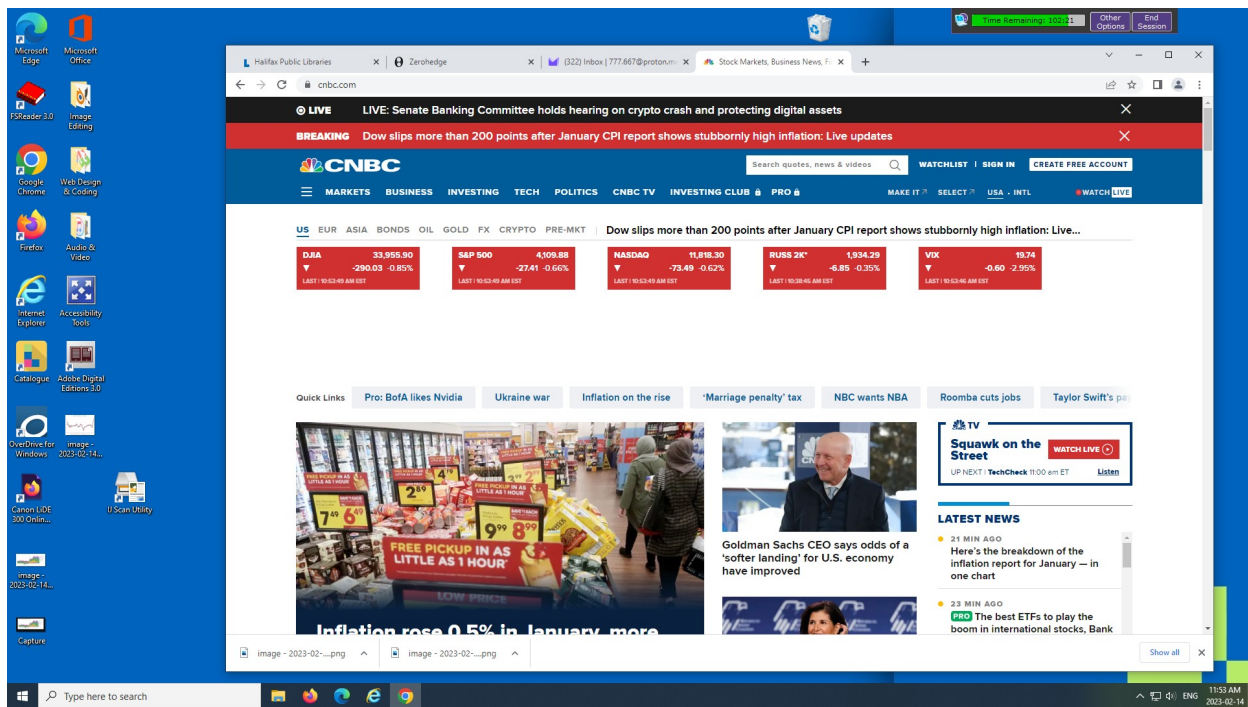 Time Remaining: 102:21
Other Options
End Session
Microsoft Edge
Microsoft Office
FSReader 3.0
Image Editing
Google Chrome
Web Design & Coding
Firefox
Audio & Video
Internet Explorer
Accessibility Tools
Catalogue
Adobe Digital Editions 3.0
OverDrive for Windows
image - 2023-02-14...
Canon LiDE 300 Onlin...
U Scan Utility
image - 2023-02-14...
Capture
Halifax Public Libraries
Zerohedge
(322) Inbox | 777.667@proton.m
Stock Markets, Business News, Fi
cnbc.com
LIVE LIVE: Senate Banking Committee holds hearing on crypto crash and protecting digital assets
BREAKING Dow slips more than 200 points after January CPI report shows stubbornly high inflation: Live updates
CNBC
Search quotes, news & videos
WATCHLIST | SIGN IN
CREATE FREE ACCOUNT
MARKETS BUSINESS INVESTING TECH POLITICS CNBC TV INVESTING CLUB PRO
MAKE IT SELECT USA · INTL
WATCH LIVE
US EUR ASIA BONDS OIL GOLD FX CRYPTO PRE-MKT
Dow slips more than 200 points after January CPI report shows stubbornly high inflation: Live...
DJIA 33,955.90
-290.03 -0.85%
LAST | 10:53:49 AM EST
S&P 500 4,109.88
-27.41 -0.66%
LAST | 10:53:49 AM EST
NASDAQ 11,818.30
-73.49 -0.62%
LAST | 10:53:49 AM EST
RUSS 2K* 1,934.29
-6.85 -0.35%
LAST | 10:38:45 AM EST
VIX 19.74
-0.60 -2.95%
LAST | 10:53:46 AM EST
Quick Links
Pro: BofA likes Nvidia
Ukraine war
Inflation on the rise
‘Marriage penalty’ tax
NBC wants NBA
Roomba cuts jobs
Taylor Swift's pa
4 19
2 89
7 49 6 49
9 99 8 99
FREE PICKUP IN AS
LITTLE AS 1 HOUR
LOW PRICE
Inflation rose 0.5% in January, more
Goldman Sachs CEO says odds of a
‘softer landing’ for U.S. economy
have improved
TV
Squawk on the
Street
WATCH LIVE
UP NEXT | TechCheck 11:00 am ET
Listen
LATEST NEWS
21 MIN AGO
Here's the breakdown of the
inflation report for January — in
one chart
23 MIN AGO
PRO The best ETFs to play the
boom in international stocks, Bank
image - 2023-02-....png
image - 2023-02-....png
Show all
Type here to search
ENG
11:53 AM
2023-02-14